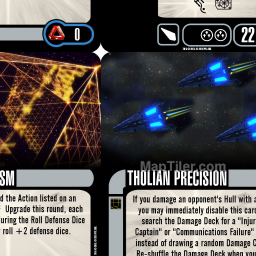 0
22
MapTiler.com
SM
THOLIAN PRECISION
d the Action listed on an
Upgrade this round, each
uring the Roll Defense Dice
roll +2 defense dice.
If you damage an opponent's Hull with a
you may immediately disable this car
search the Damage Deck for a "Injur
Captain" or "Communications Failure"
instead of drawing a random Damage C
Re-shuffle the Damage Deck when you